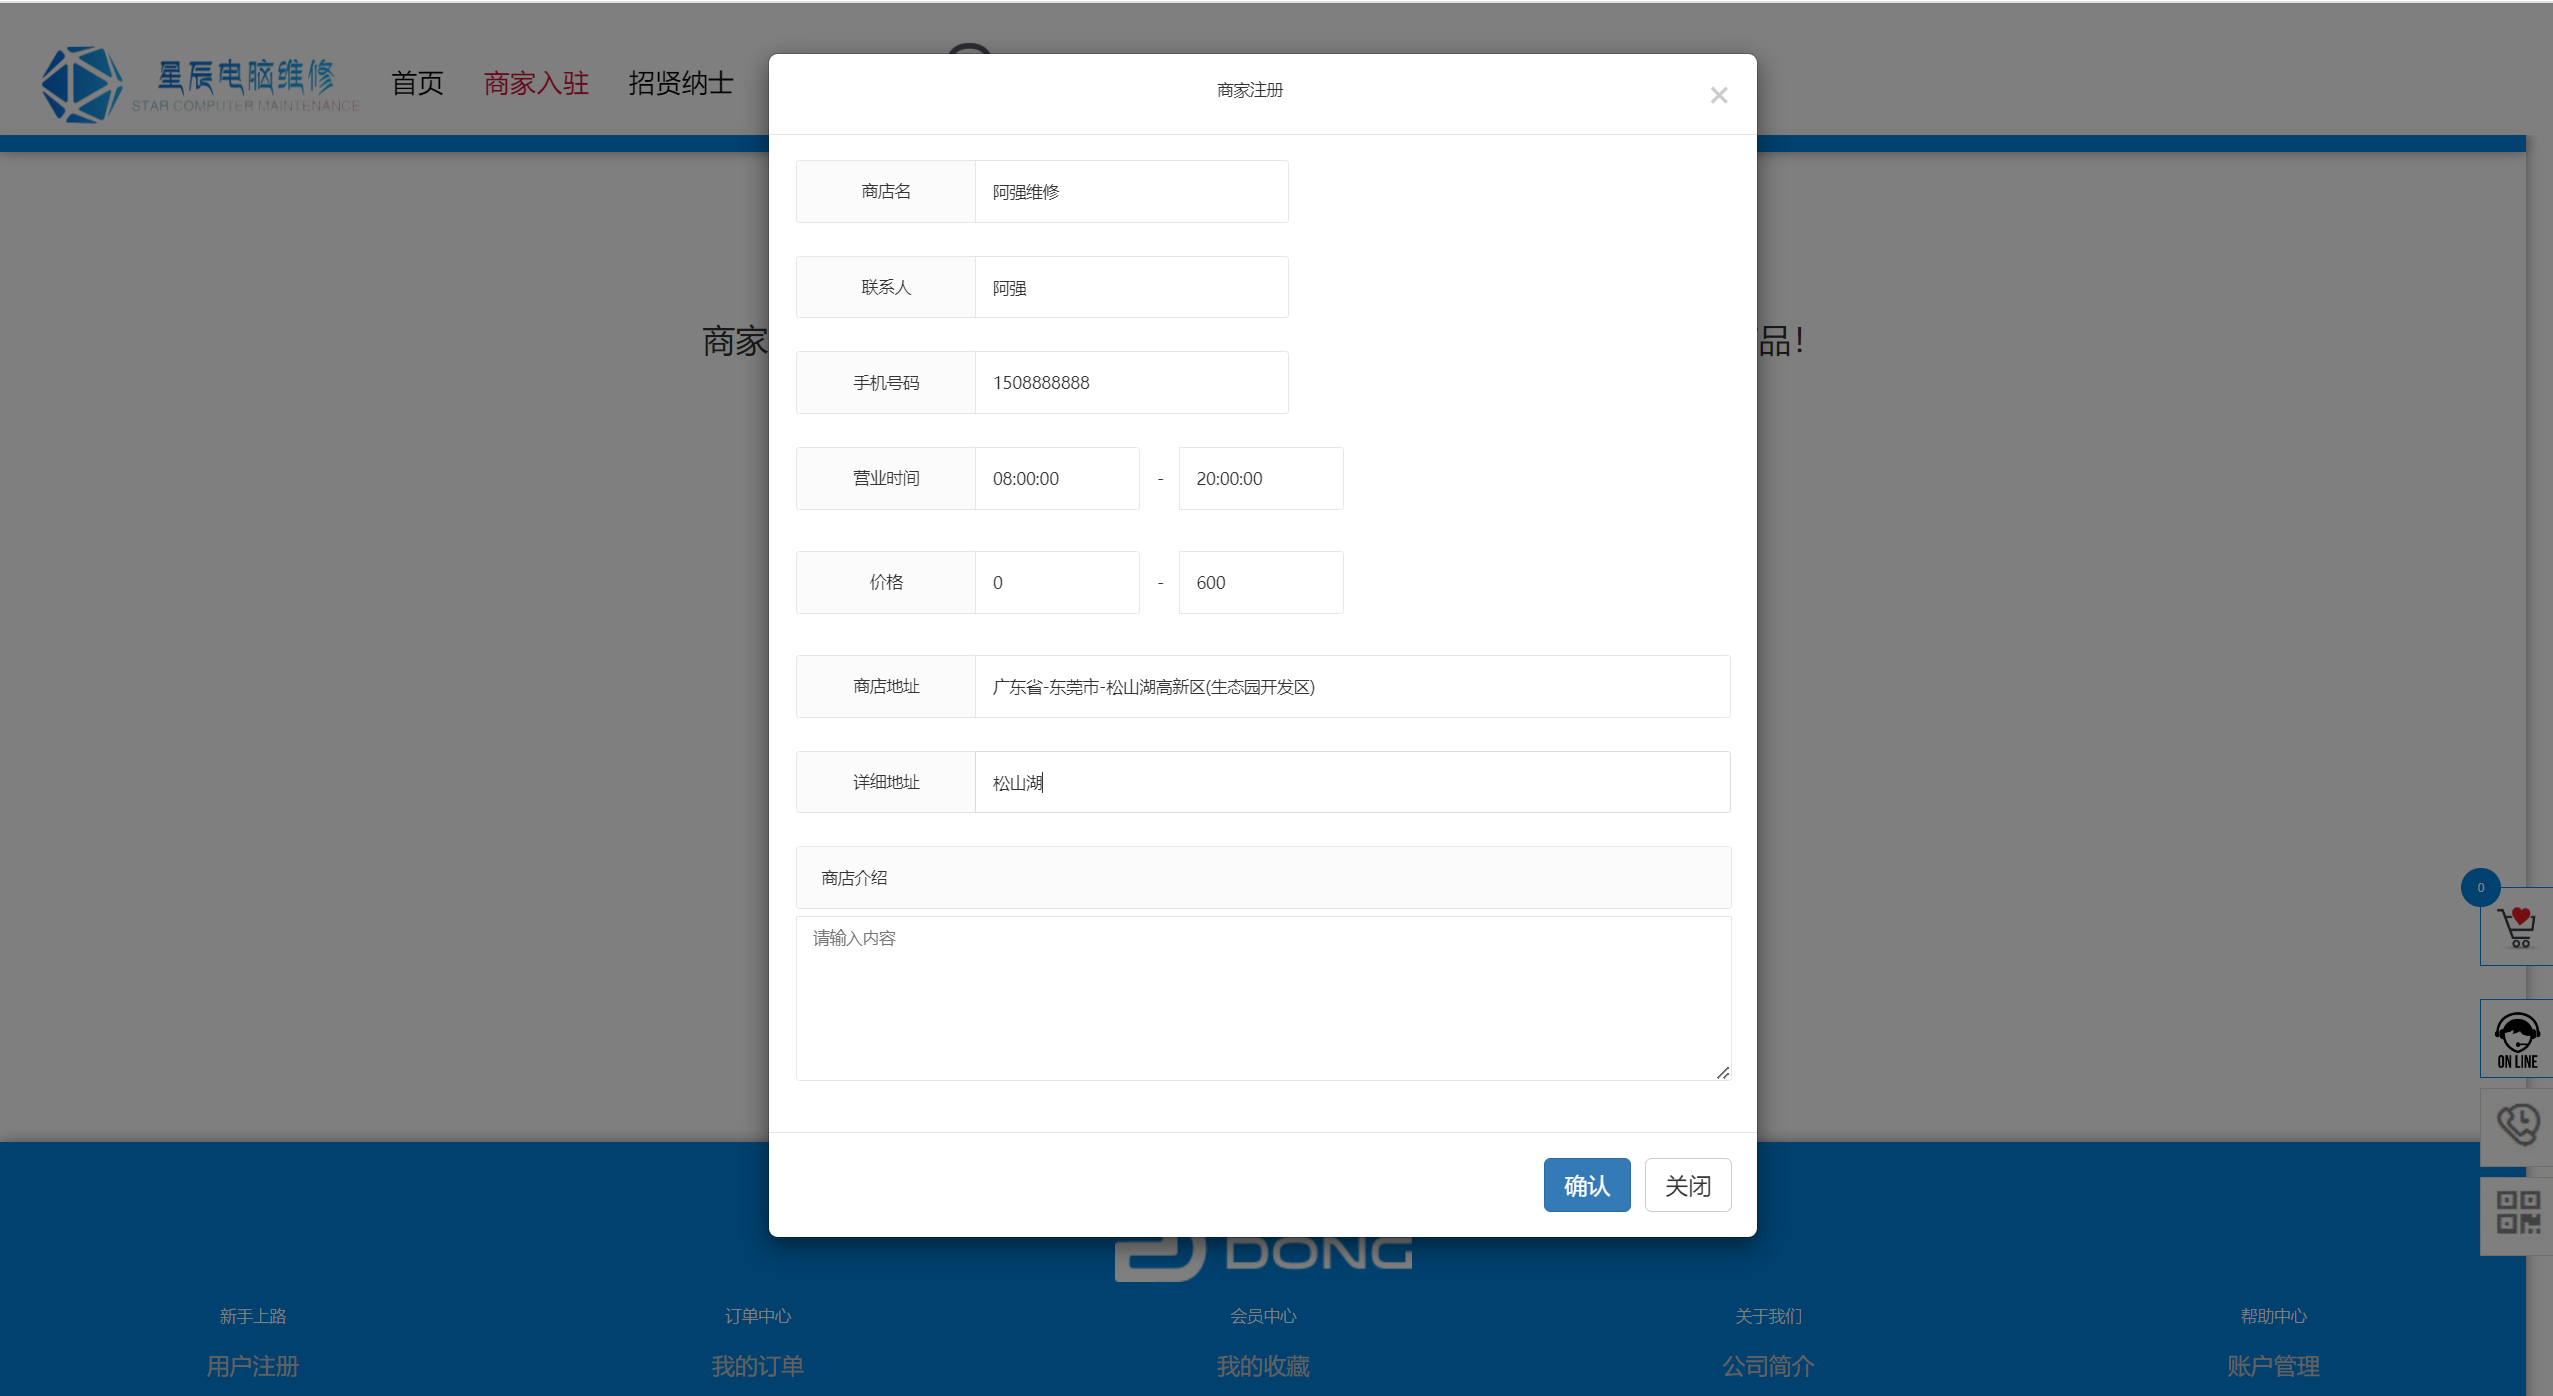 星辰电脑维修
STAR COMPUTER MAINTENANCE
首页
商家入驻
招贤纳士
商家注册
×
商店名
阿强维修
联系人
阿强
商家
品!
手机号码
1508888888
营业时间
08:00:00 - 20:00:00
价格
0 - 600
商店地址
广东省-东莞市-松山湖高新区(生态园开发区)
详细地址
松山湖
商店介绍
请输入内容
0
ON LINE
确认
关闭
DONG
新手上路
订单中心
会员中心
关于我们
帮助中心
用户注册
我的订单
我的收藏
公司简介
账户管理